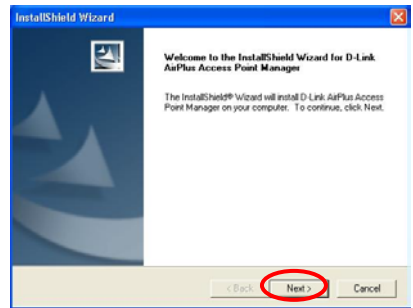 InstallShield Wizard
Welcome to the InstallShield Wizard for D-Link
AirPlus Access Point Manager
The InstallShield® Wizard will install D-Link AirPlus Access
Point Manager on your computer. To continue, click Next.
< Back
Next >
Cancel